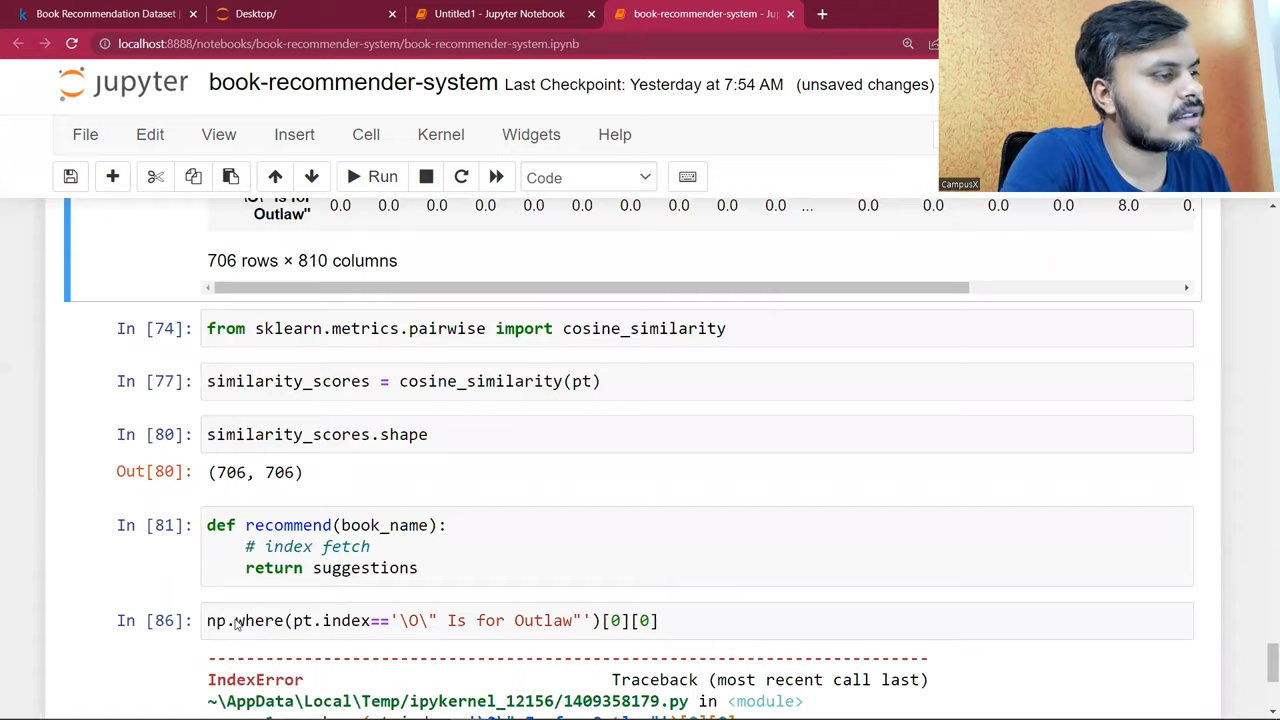 Book Recommendation Dataset
Desktop/
Untitled1 - Jupyter Notebook
book-recommender-system - Ju
localhost:8888/notebooks/book-recommender-system/book-recommender-system.ipynb
jupyter book-recommender-system Last Checkpoint: Yesterday at 7:54 AM (unsaved changes)
File Edit View Insert Cell Kernel Widgets Help
Run Code
CampusX
\O\" Is for
Outlaw" 0.0 0.0 0.0 0.0 0.0 0.0 0.0 0.0 0.0 0.0 ... 0.0 0.0 0.0 0.0 8.0 0.
706 rows × 810 columns
In [74]: from sklearn.metrics.pairwise import cosine_similarity
In [77]: similarity_scores = cosine_similarity(pt)
In [80]: similarity_scores.shape
Out[80]: (706, 706)
In [81]: def recommend(book_name):
# index fetch
return suggestions
In [86]: np.where(pt.index=='\O\" Is for Outlaw"')[0][0]
---------------------------------------------------------------------------
IndexError Traceback (most recent call last)
~\AppData\Local\Temp/ipykernel_12156/1409358179.py in <module>